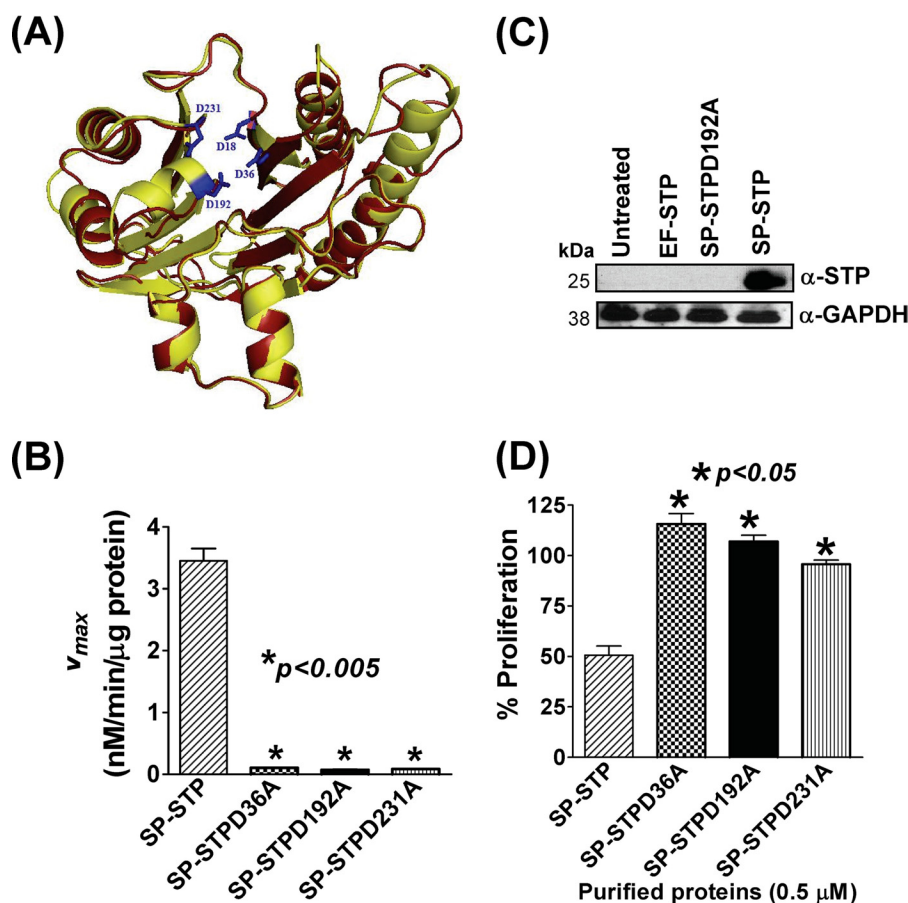 (A)
D231
D18
D36
D192
(B)
4
3
2
1
0
vmax
(nM/min/μg protein)
*p<0.005
*
*
*
SP-STP
SP-STPD36A
SP-STPD192A
SP-STPD231A
(C)
Untreated
EF-STP
SP-STPD192A
SP-STP
kDa
25
α-STP
38
α-GAPDH
(D)
* p<0.05
125
100
75
50
25
0
% Proliferation
*
*
*
SP-STP
SP-STPD36A
SP-STPD192A
SP-STPD231A
Purified proteins (0.5 μM)